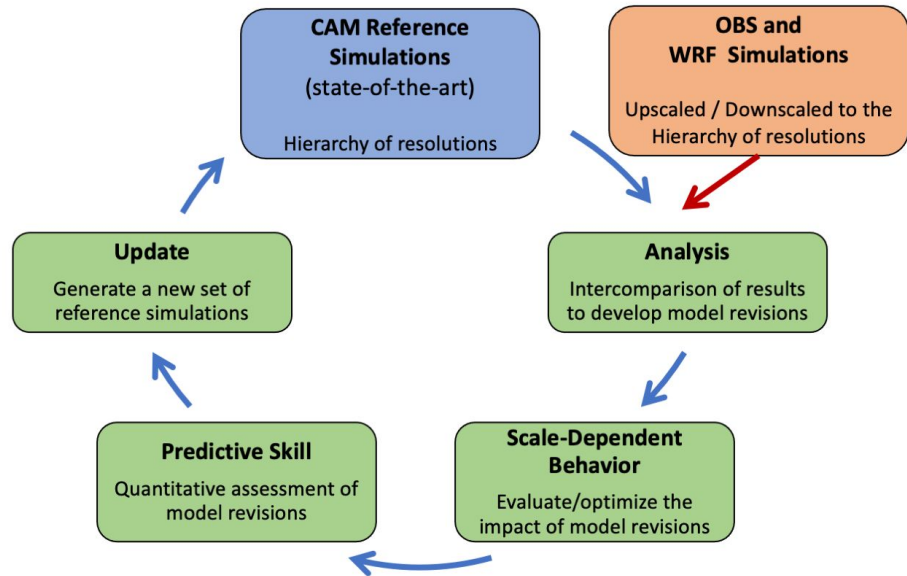 CAM Reference
Simulations
(state-of-the-art)
Hierarchy of resolutions
OBS and
WRF Simulations
Upscaled / Downscaled to the
Hierarchy of resolutions
Update
Generate a new set of
reference simulations
Analysis
Intercomparison of results
to develop model revisions
Predictive Skill
Quantitative assessment of
model revisions
Scale-Dependent
Behavior
Evaluate/optimize the
impact of model revisions